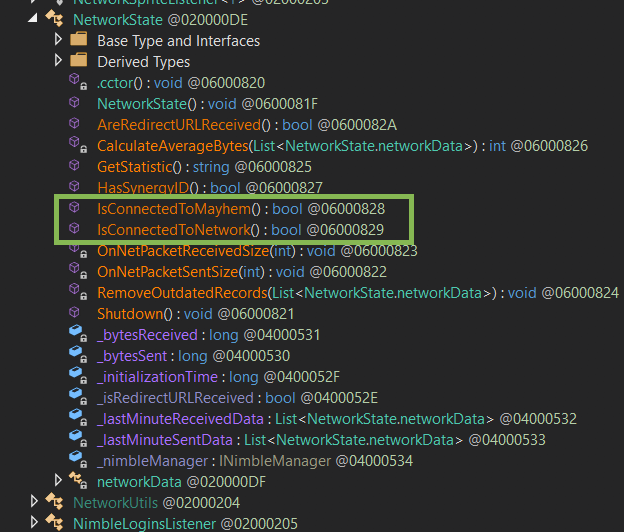 NetworkSpriteListener<T> @02000203
NetworkState @020000DE
Base Type and Interfaces
Derived Types
.cctor() : void @06000820
NetworkState() : void @0600081F
AreRedirectURLReceived() : bool @0600082A
CalculateAverageBytes(List<NetworkState.networkData>) : int @06000826
GetStatistic() : string @06000825
HasSynergyID() : bool @06000827
IsConnectedToMayhem() : bool @06000828
IsConnectedToNetwork() : bool @06000829
OnNetPacketReceivedSize(int) : void @06000823
OnNetPacketSentSize(int) : void @06000822
RemoveOutdatedRecords(List<NetworkState.networkData>) : void @06000824
Shutdown() : void @06000821
_bytesReceived : long @04000531
_bytesSent : long @04000530
_initializationTime : long @0400052F
_isRedirectURLReceived : bool @0400052E
_lastMinuteReceivedData : List<NetworkState.networkData> @04000532
_lastMinuteSentData : List<NetworkState.networkData> @04000533
_nimbleManager : INimbleManager @04000534
networkData @020000DF
NetworkUtils @02000204
NimbleLoginsListener @02000205